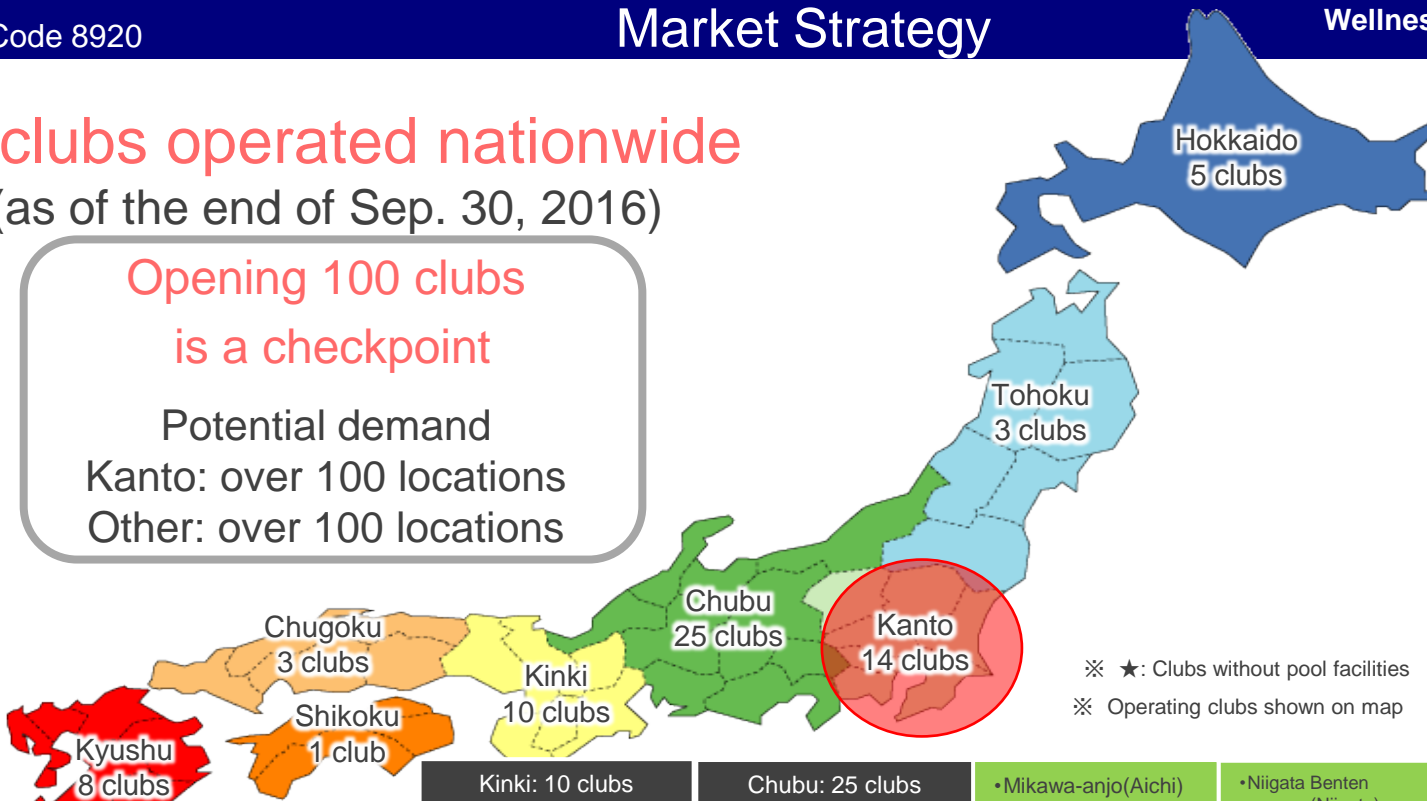 Code 8920
Market Strategy
Wellnes
clubs operated nationwide
(as of the end of Sep. 30, 2016)
Opening 100 clubs
is a checkpoint
Potential demand
Kanto: over 100 locations
Other: over 100 locations
Hokkaido
5 clubs
Tohoku
3 clubs
Chubu
25 clubs
Kanto
14 clubs
Chugoku
3 clubs
Kinki
10 clubs
Shikoku
1 club
Kyushu
8 clubs
※ ★: Clubs without pool facilities
※ Operating clubs shown on map
Kinki: 10 clubs
Chubu: 25 clubs
•Mikawa-anjo(Aichi)
•Niigata Benten